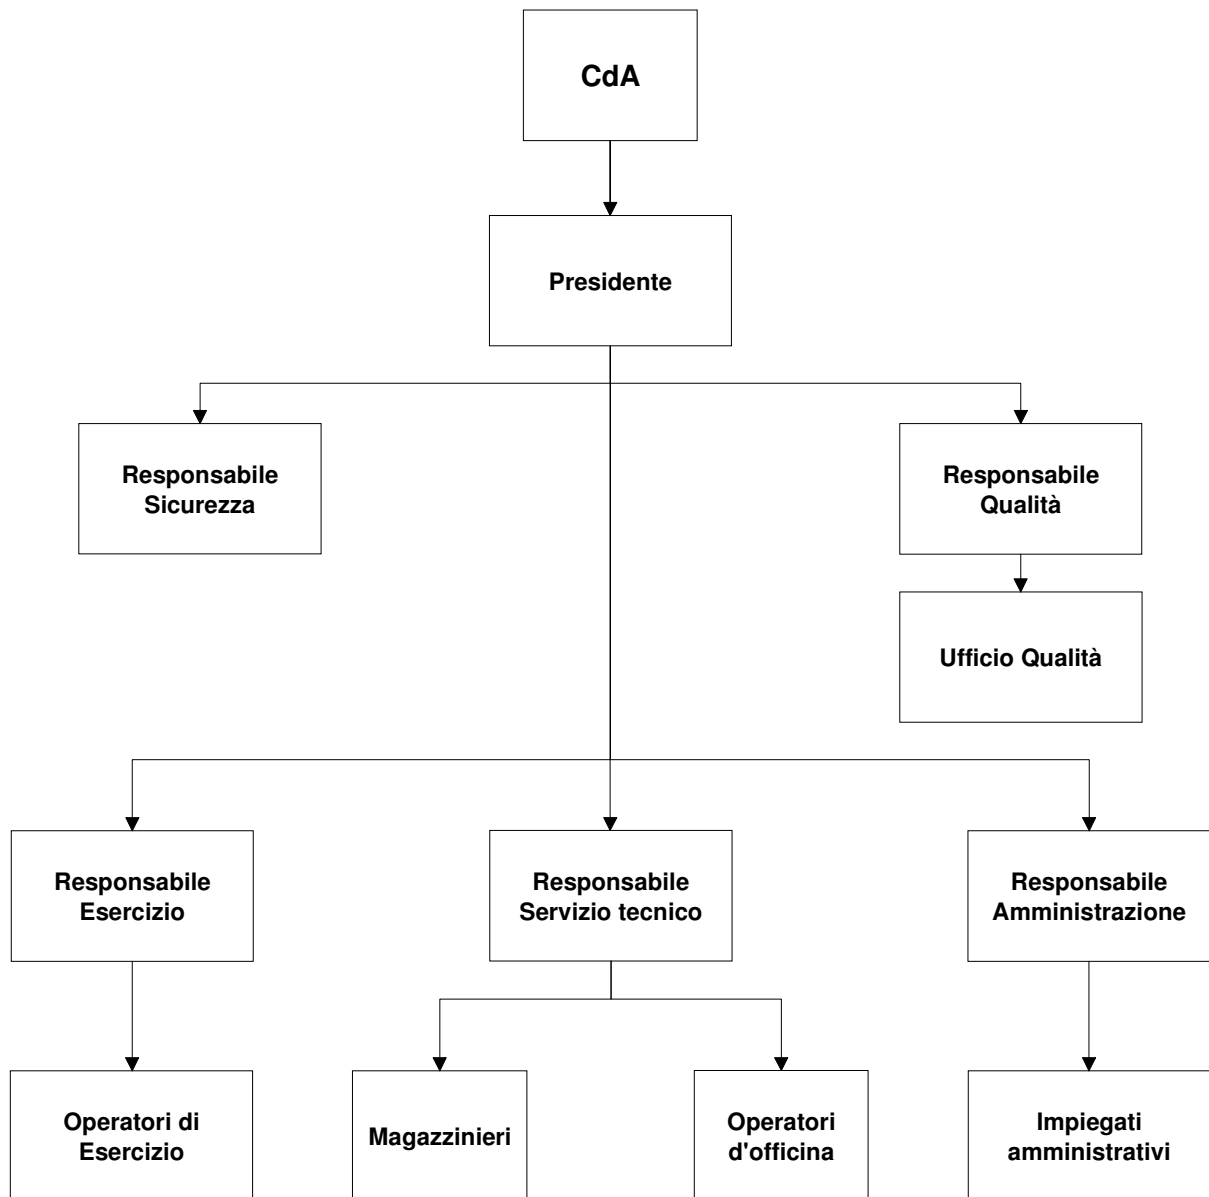 CdA
Presidente
Responsabile
Sicurezza
Responsabile
Qualità
Ufficio Qualità
Responsabile
Esercizio
Responsabile
Servizio tecnico
Responsabile
Amministrazione
Operatori di
Esercizio
Magazzinieri
Operatori
d'officina
Impiegati
amministrativi